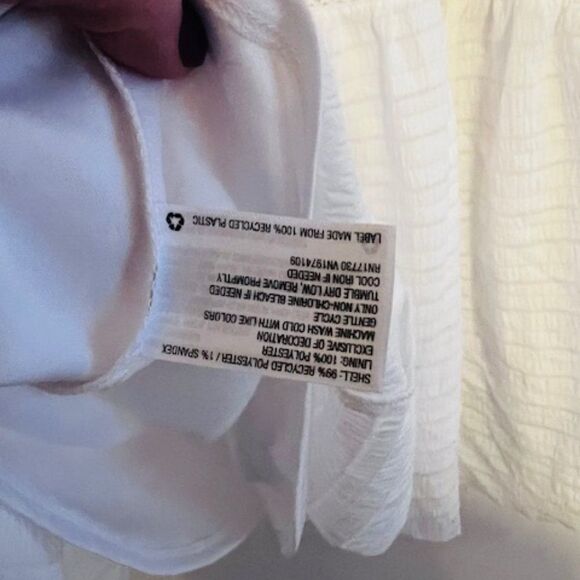 SHELL: 99% RECYCLED POLYESTER / 1% SPANDEX
LINING: 100% POLYESTER
EXCLUSIVE OF DECORATION
MACHINE WASH COLD WITH LIKE COLORS
GENTLE CYCLE
ONLY NON-CHLORINE BLEACH IF NEEDED
TUMBLE DRY LOW, REMOVE PROMPTLY
COOL IRON IF NEEDED
RN17730 VN1974109
LABEL MADE FROM 100% RECYCLED PLASTIC